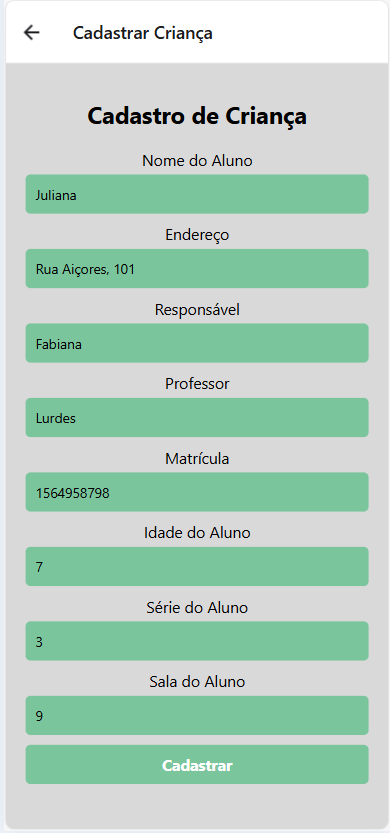 Cadastrar Criança
Cadastro de Criança
Nome do Aluno
Juliana
Endereço
Rua Aiçores, 101
Responsável
Fabiana
Professor
Lurdes
Matrícula
1564958798
Idade do Aluno
7
Série do Aluno
3
Sala do Aluno
9
Cadastrar